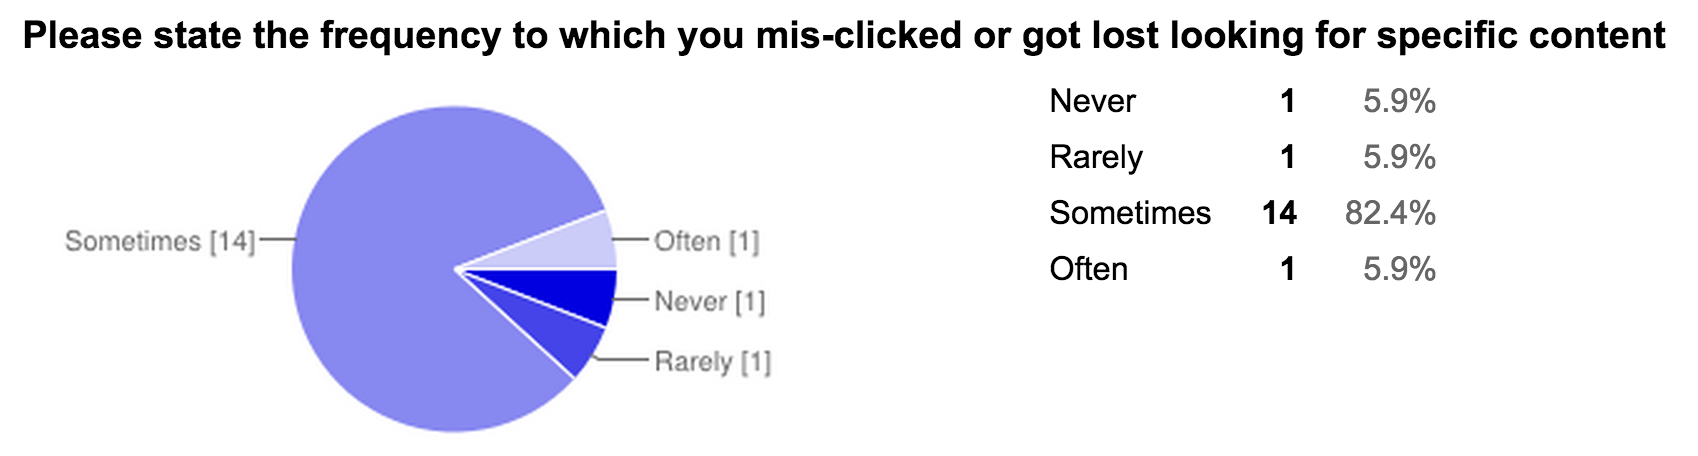 Please state the frequency to which you mis-clicked or got lost looking for specific content
Sometimes [14]
Often [1]
Never [1]
Rarely [1]
Never 1 5.9%
Rarely 1 5.9%
Sometimes 14 82.4%
Often 1 5.9%